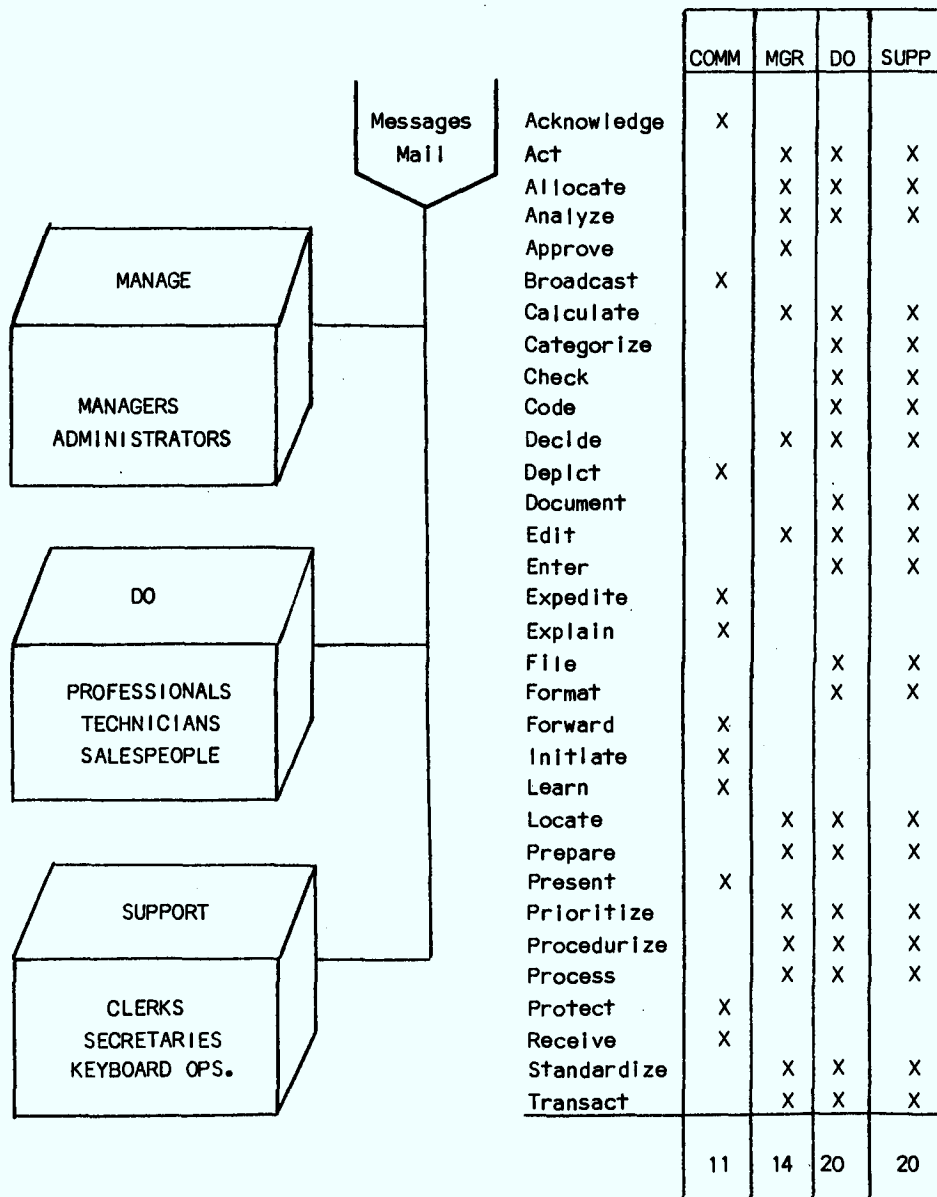 COMM MGR DO SUPP
Messages
Mail
MANAGE
MANAGERS
ADMINISTRATORS
DO
PROFESSIONALS
TECHNICIANS
SALESPEOPLE
SUPPORT
CLERKS
SECRETARIES
KEYBOARD OPS.
Acknowledge X
Act X X X
Allocate X X X
Analyze X X X
Approve X
Broadcast X
Calculate X X X
Categorize X X
Check X X
Code X X
Decide X X X
Depict X
Document X X
Edit X X X
Enter X X
Expedite X
Explain X
File X X
Format X X
Forward X
Initiate X
Learn X
Locate X X X
Prepare X X X
Present X
Prioritize X X X
Procedurize X X X
Process X X X
Protect X
Receive X
Standardize X X X
Transact X X X
11 14 20 20